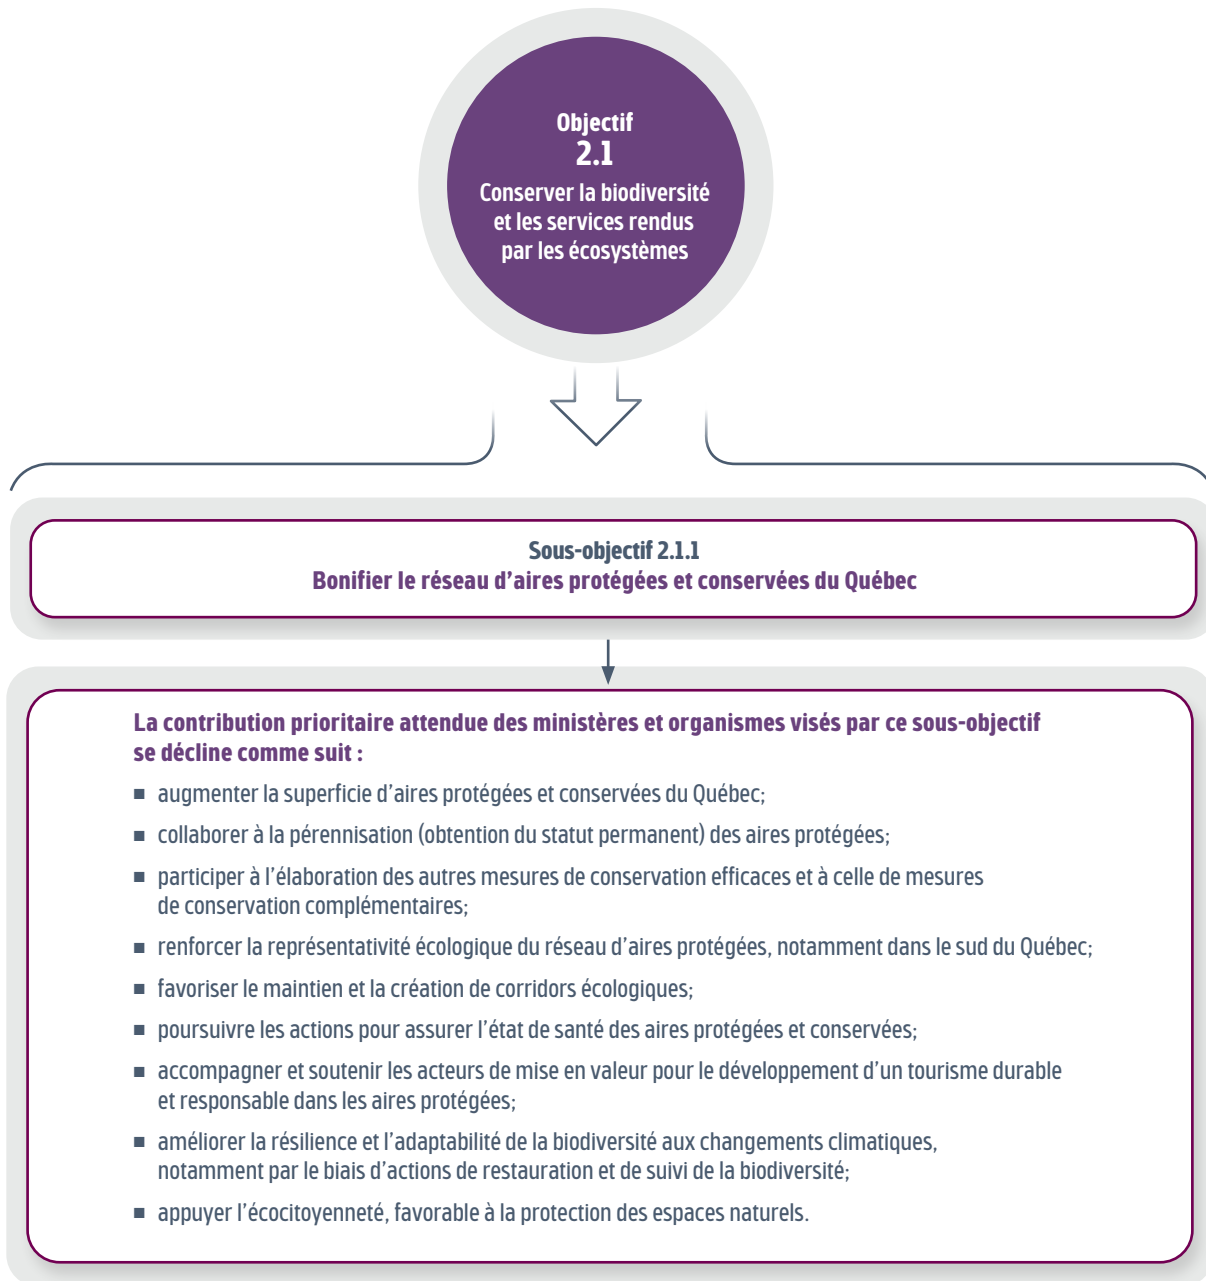 Objectif
2.1
Conserver la biodiversité
et les services rendus
par les écosystèmes
Sous-objectif 2.1.1
Bonifier le réseau d’aires protégées et conservées du Québec
La contribution prioritaire attendue des ministères et organismes visés par ce sous-objectif
se décline comme suit :
■ augmenter la superficie d’aires protégées et conservées du Québec;
■ collaborer à la pérennisation (obtention du statut permanent) des aires protégées;
■ participer à l’élaboration des autres mesures de conservation efficaces et à celle de mesures
de conservation complémentaires;
■ renforcer la représentativité écologique du réseau d’aires protégées, notamment dans le sud du Québec;
■ favoriser le maintien et la création de corridors écologiques;
■ poursuivre les actions pour assurer l’état de santé des aires protégées et conservées;
■ accompagner et soutenir les acteurs de mise en valeur pour le développement d’un tourisme durable
et responsable dans les aires protégées;
■ améliorer la résilience et l’adaptabilité de la biodiversité aux changements climatiques,
notamment par le biais d’actions de restauration et de suivi de la biodiversité;
■ appuyer l’écocitoyenneté, favorable à la protection des espaces naturels.